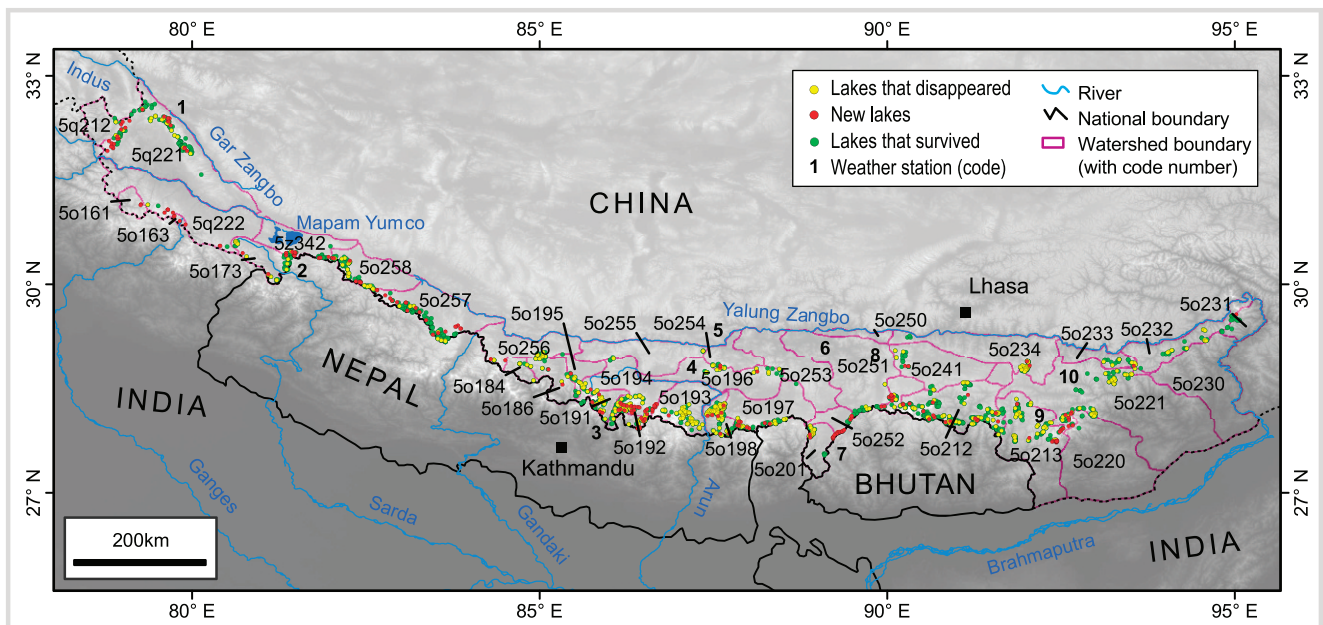 80° E
85° E
90° E
95° E
33° N
33° N
30° N
30° N
27° N
27° N
Lakes that disappeared
New lakes
Lakes that survived
1 Weather station (code)
River
National boundary
Watershed boundary
(with code number)
Indus
1
5q212
5q221
Gar Zangbo
CHINA
5o161
5o163
5q222
Mapam Yumco
5z342
5o173
2
5o258
5o257
Lhasa
5o231
Yalung Zangbo
5o195
5o255
5o254
5
5o250
5o233
5o232
5o256
6
8
5o234
5o251
5o241
10
4
5o196
5o253
5o184
5o194
5o230
5o186
5o193
5o221
5o191
5o197
9
3
5o192
5o198
5o252
5o212
5o213
5o201
7
5o220
NEPAL
INDIA
Kathmandu
BHUTAN
Ganges
Sarda
Gandaki
Arun
Brahmaputra
INDIA
200km
80° E
85° E
90° E
95° E